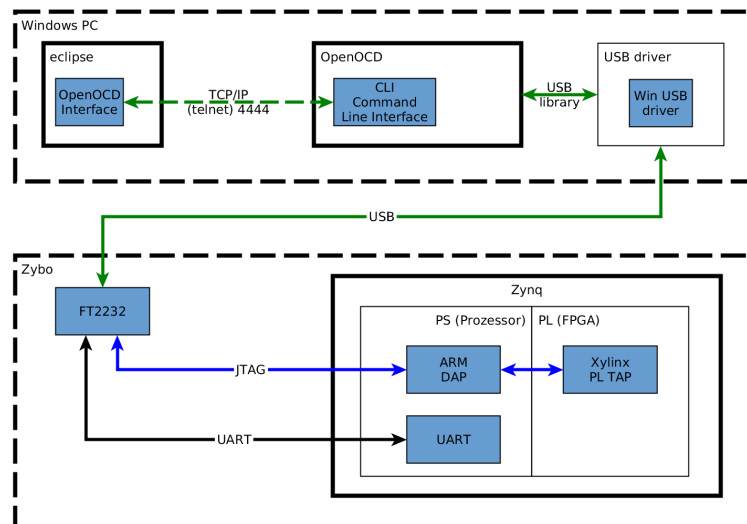 Windows PC
eclipse
OpenOCD
Interface
TCP/IP
(telnet) 4444
OpenOCD
CLI
Command
Line Interface
USB
library
USB driver
Win USB
driver
USB
Zybo
FT2232
JTAG
UART
Zynq
PS (Prozessor)
PL (FPGA)
ARM
DAP
Xylinx
PL TAP
UART